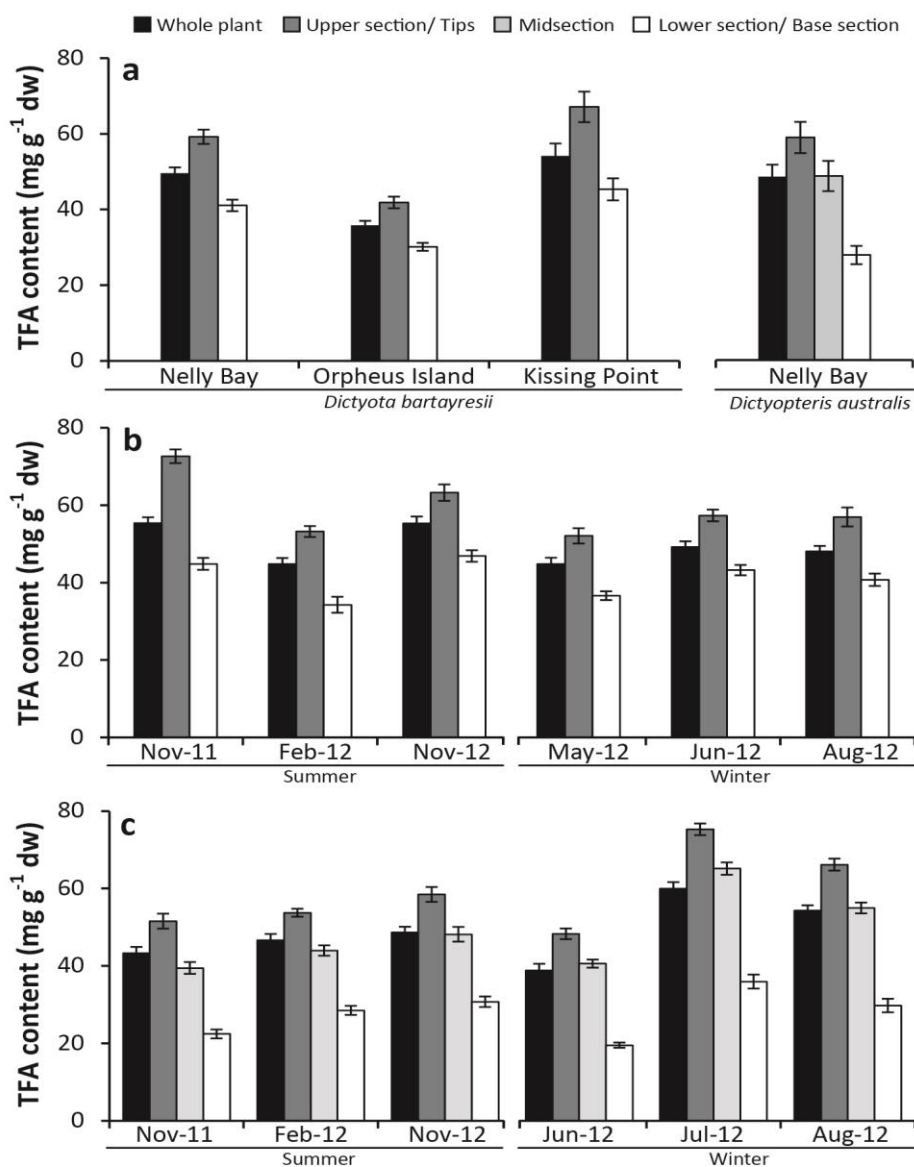 Whole plant Upper section/ Tips Midsection Lower section/ Base section
a
TFA content (mg g⁻¹ dw)
80
60
40
20
0
Nelly Bay Orpheus Island Kissing Point Nelly Bay
Dictyota bartayresii Dictyopteris australis
b
TFA content (mg g⁻¹ dw)
80
60
40
20
0
Nov-11 Feb-12 Nov-12 May-12 Jun-12 Aug-12
Summer Winter
c
TFA content (mg g⁻¹ dw)
80
60
40
20
0
Nov-11 Feb-12 Nov-12 Jun-12 Jul-12 Aug-12
Summer Winter